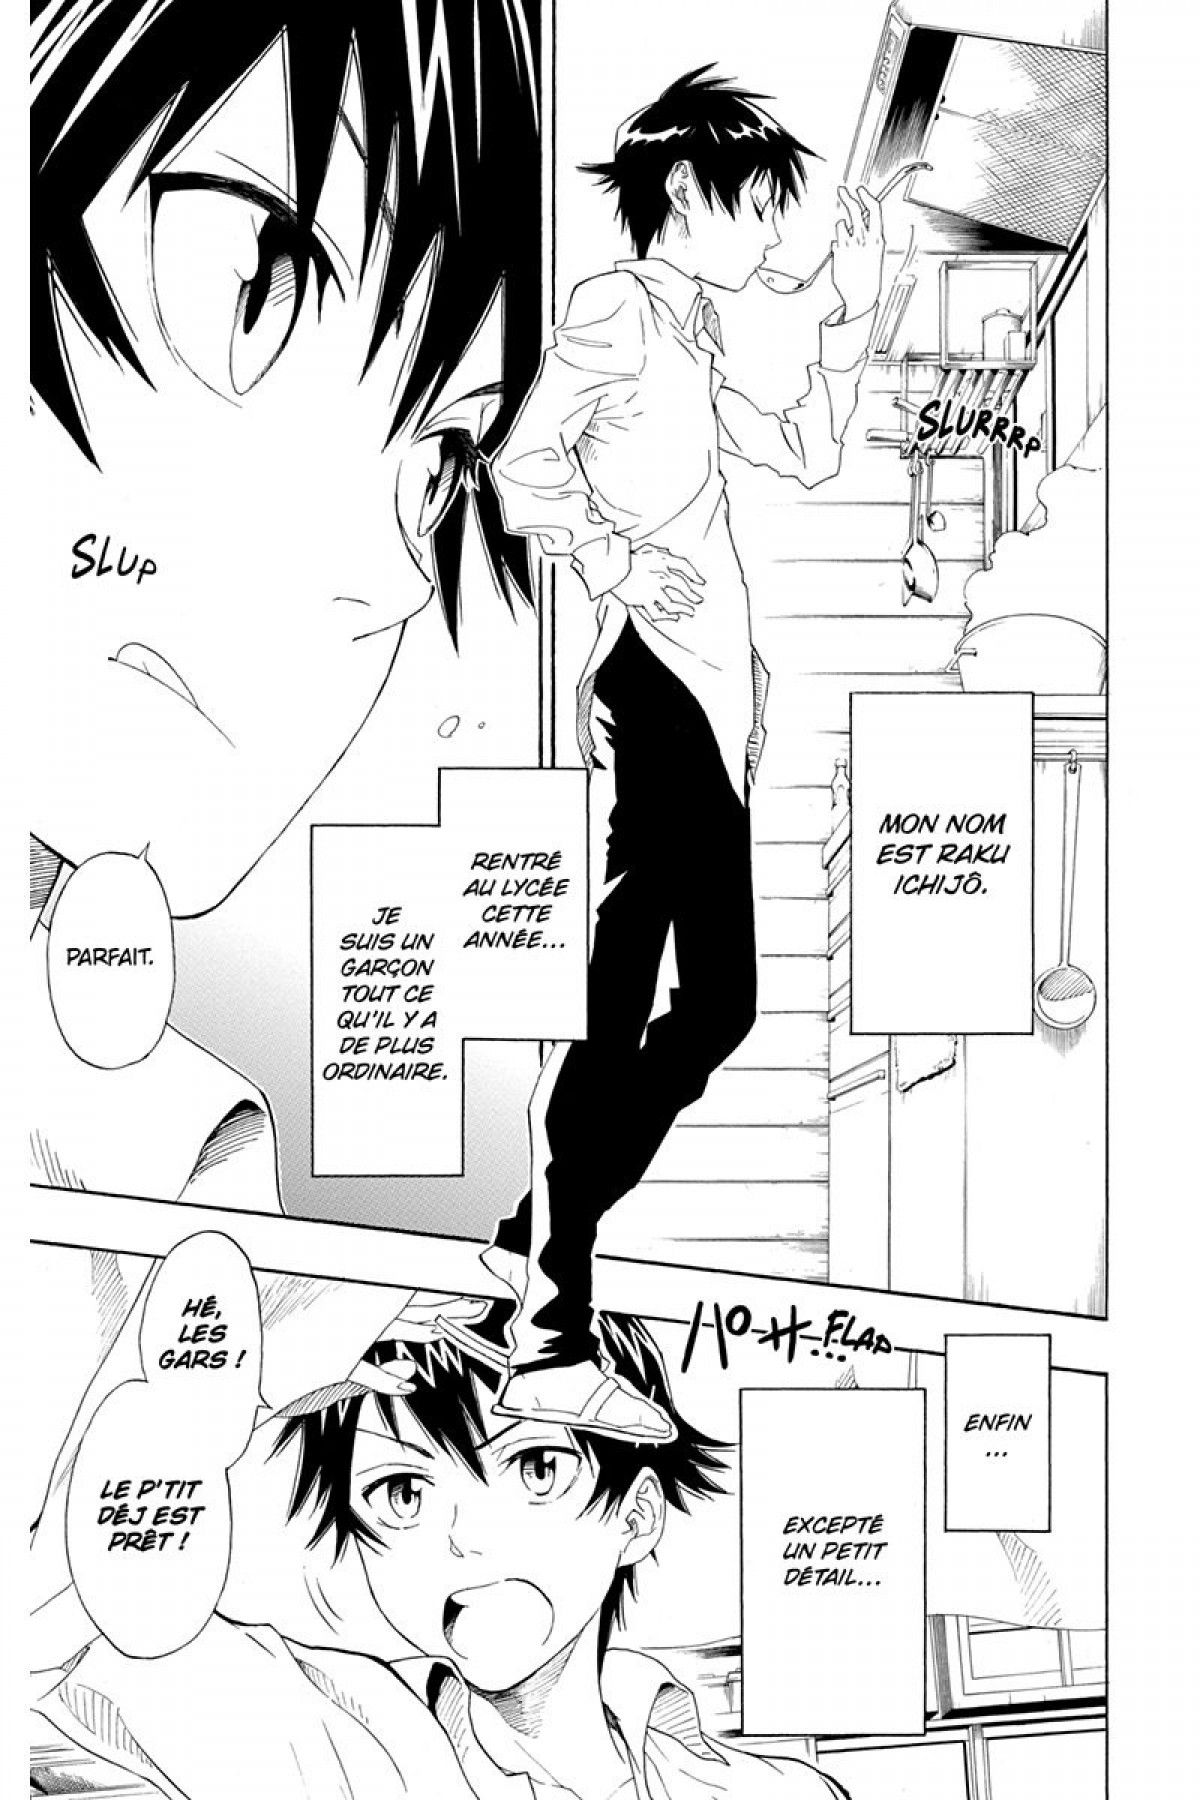 SLURRRP
MON NOM
EST RAKU
ICHIJÔ.
RENTRÉ
AU LYCÉE
CETTE
ANNÉE...
JE
SUIS UN
GARÇON
TOUT CE
QU'IL Y A
DE PLUS
ORDINAIRE.
SLUP
PARFAIT.
ENFIN
...
EXCEPTÉ
UN PETIT
DÉTAIL...
パサ...
FLAP
HÉ,
LES
GARS !
LE P'TIT
DÉJ EST
PRÊT !